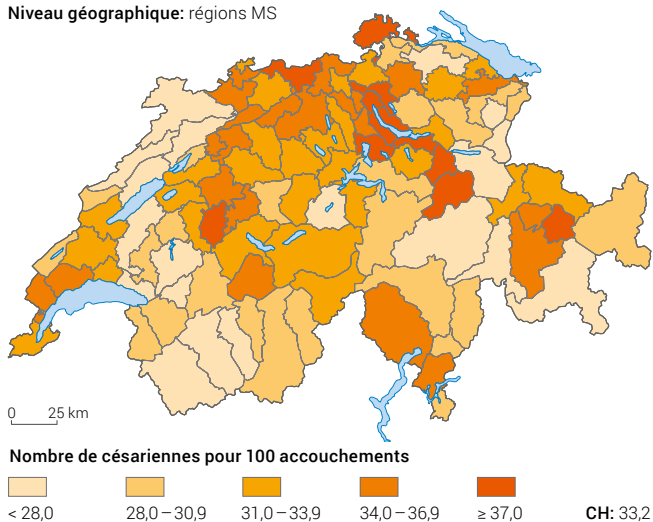 Niveau géographique: régions MS
0 25 km
Nombre de césariennes pour 100 accouchements
< 28,0 28,0 – 30,9 31,0 – 33,9 34,0 – 36,9 ≥ 37,0 CH: 33,2